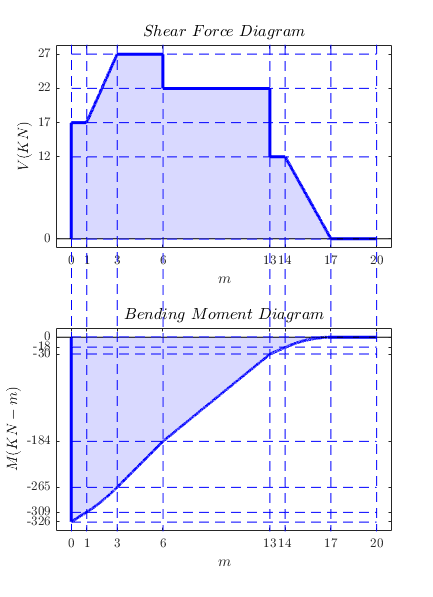 Shear Force Diagram
27
22
17
12
0
V(KN)
0 1 3 6 13 14 17 20
m
Bending Moment Diagram
0
-18
-30
-184
-265
-309
-326
M(KN − m)
0 1 3 6 13 14 17 20
m